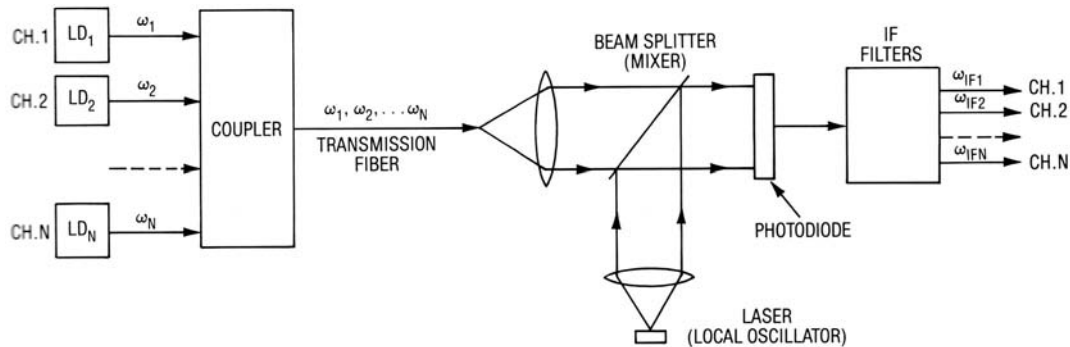 CH.1
LD1
ω1
CH.2
LD2
ω2
CH.N
LDN
ωN
COUPLER
ω1, ω2, . . . ωN
TRANSMISSION
FIBER
BEAM SPLITTER
(MIXER)
PHOTODIODE
LASER
(LOCAL OSCILLATOR)
IF
FILTERS
ωIF1
CH.1
ωIF2
CH.2
ωIFN
CH.N